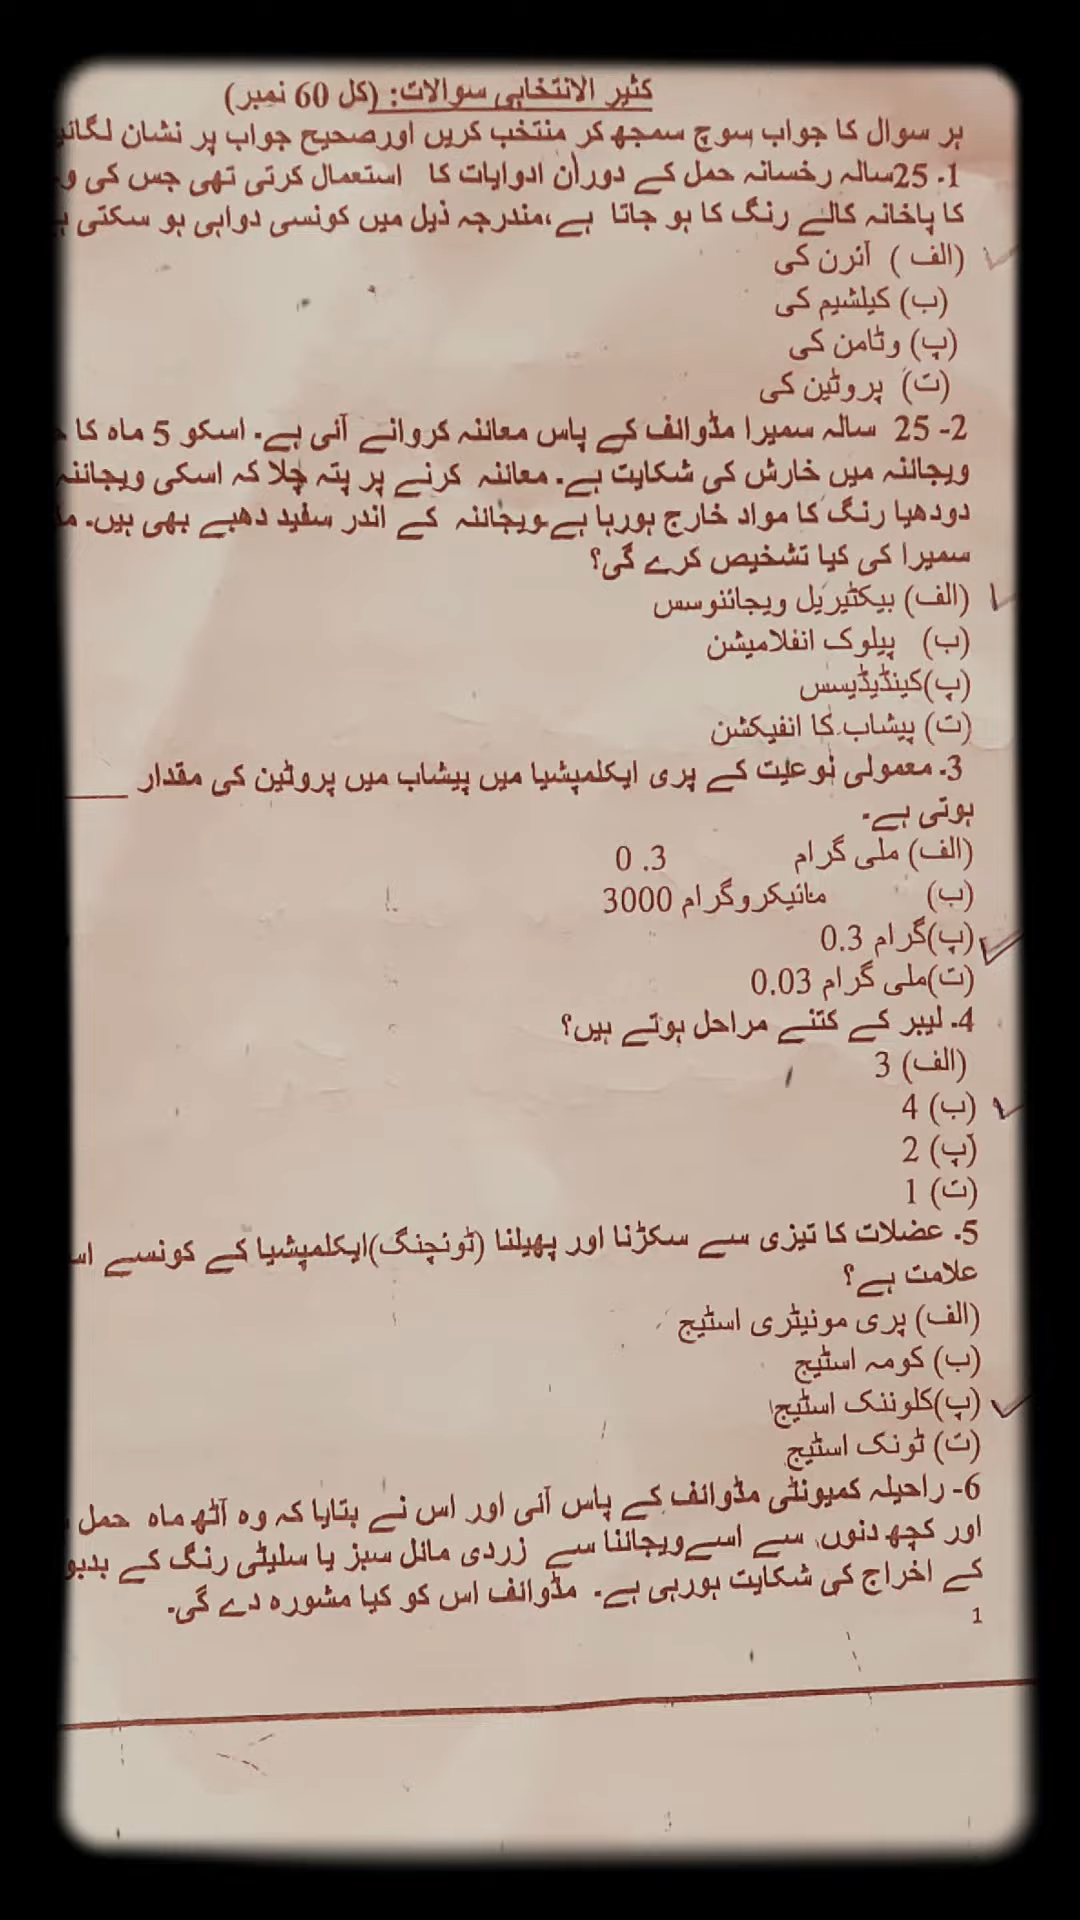 کثیر الانتخابی سوالات: (کل 60 نمبر)
ہر سوال کا جواب سوچ سمجھ کر منتخب کریں اورصحیح جواب پر نشان
1. 25سالہ رخسانہ حمل کے دوران ادوایات کا استعمال کرتی تھی جس کی
کا پاخانہ کالے رنگ کا ہو جاتا ہے،مندرجہ ذیل میں کونسی دواہی ہو سکتی
(الف ) آئرن کی
(ب) کیلشیم کی
(پ) وٹامن کی
(ت) پروٹین کی
2- 25 سالہ سمیرا مڈوائف کے پاس معائنہ کروانے آئی ہے. اسکو 5 ماہ کا
ویجائنہ میں خارش کی شکایت ہے. معائنہ کرنے پر پتہ چلا کہ اسکی ویجائنہ
دودھیا رنگ کا مواد خارج ہورہا ہے.ویجائنہ کے اندر سفید دھبے بھی ہیں.
سمیرا کی کیا تشخیص کرے گی؟
(الف) بیکٹیریل ویجائنوسس
(ب) پیلوک انفلامیشن
(پ)کینڈیڈیسس
(ت) پیشاب کا انفیکشن
3. معمولی نوعیت کے پری ایکلمپشیا میں پیشاب میں پروٹین کی مقدار ____
ہوتی ہے.
(الف) ملی گرام 0 .3
(ب) مائیکروگرام 3000
(پ)گرام 0.3
(ت)ملی گرام 0.03
4. لیبر کے کتنے مراحل ہوتے ہیں؟
(الف) 3
(ب) 4
(پ) 2
(ت) 1
5. عضلات کا تیزی سے سکڑنا اور پھیلنا (ٹونچنگ)ایکلمپشیا کے کونسے
علامت ہے؟
(الف) پری مونیٹری اسٹیج
(ب) کومہ اسٹیج
(پ)کلوننک اسٹیج
(ت) ٹونک اسٹیج
6- راحیلہ کمیونٹی مڈوائف کے پاس آئی اور اس نے بتایا کہ وہ آٹھ ماہ حمل
اور کچھ دنوں سے اسےویجائنا سے زردی مائل سبز یا سلیٹی رنگ کے
کے اخراج کی شکایت ہورہی ہے. مڈوائف اس کو کیا مشورہ دے گی.
1